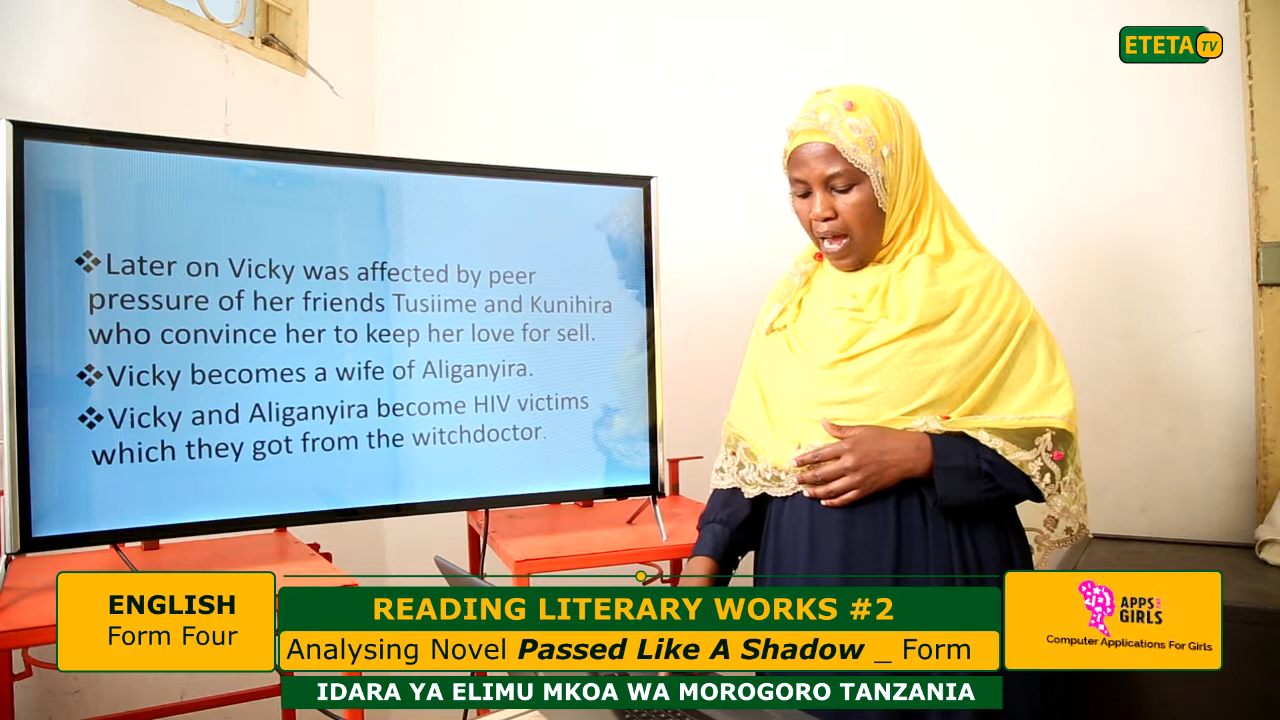 ETETA TV
❖Later on Vicky was affected by peer
pressure of her friends Tusiime and Kunihira
who convince her to keep her love for sell.
❖Vicky becomes a wife of Aliganyira.
❖Vicky and Aliganyira become HIV victims
which they got from the witchdoctor.
ENGLISH
Form Four
READING LITERARY WORKS #2
Analysing Novel Passed Like A Shadow _ Form
IDARA YA ELIMU MKOA WA MOROGORO TANZANIA
APPS
GIRLS
Computer Applications For Girls